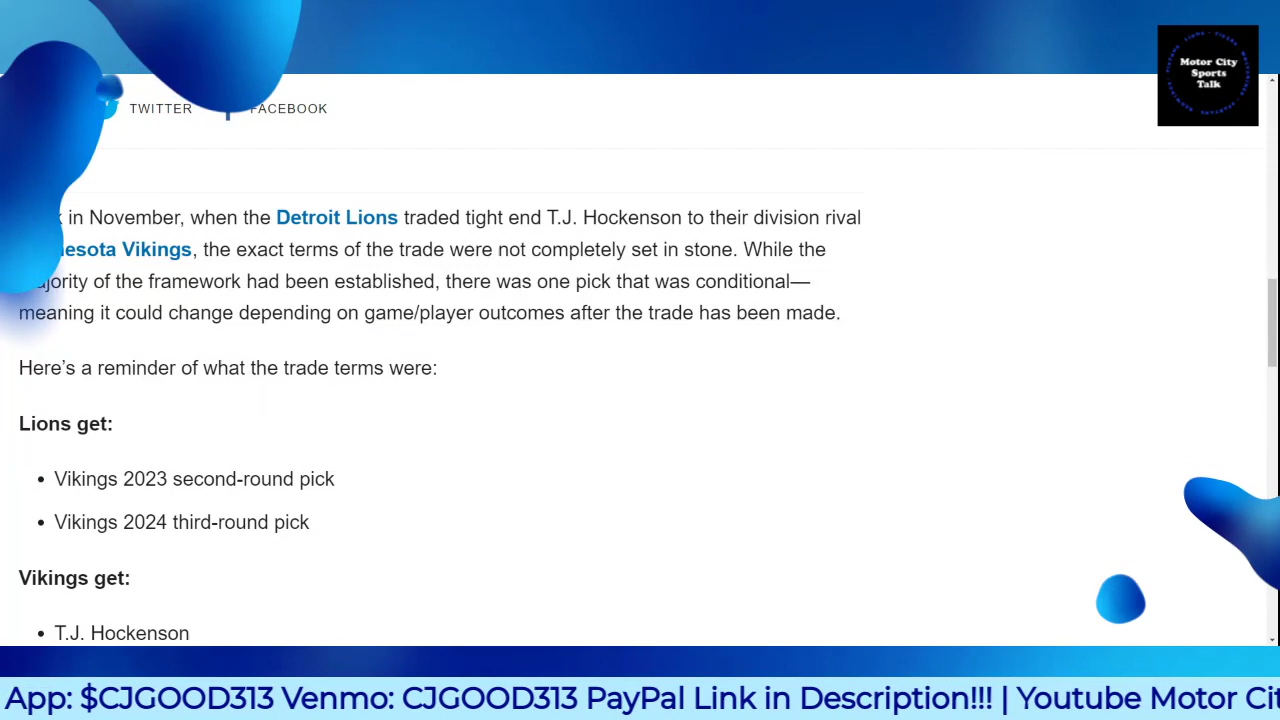 Motor City
Sports
Talk
TWITTER FACEBOOK
in November, when the Detroit Lions traded tight end T.J. Hockenson to their division rival
Vikings, the exact terms of the trade were not completely set in stone. While the
of the framework had been established, there was one pick that was conditional—
meaning it could change depending on game/player outcomes after the trade has been made.
Here's a reminder of what the trade terms were:
Lions get:
• Vikings 2023 second-round pick
• Vikings 2024 third-round pick
Vikings get:
• T.J. Hockenson
App: $CJGOOD313 Venmo: CJGOOD313 PayPal Link in Description!!! | Youtube Motor